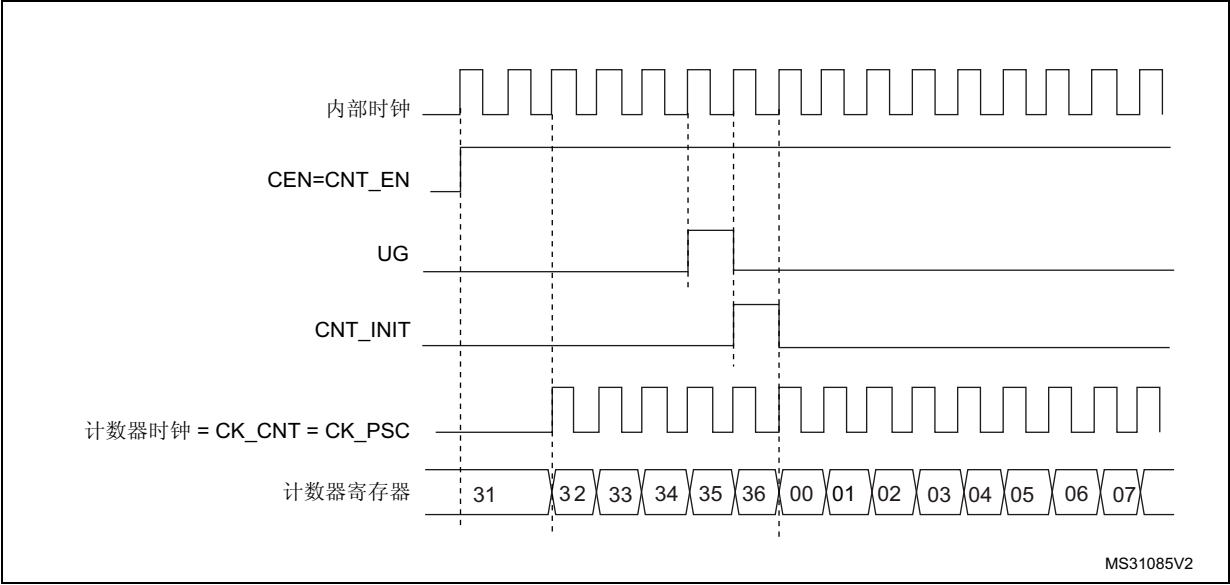 内部时钟
CEN=CNT_EN
UG
CNT_INIT
计数器时钟 = CK_CNT = CK_PSC
计数器寄存器 31 32 33 34 35 36 00 01 02 03 04 05 06 07
MS31085V2